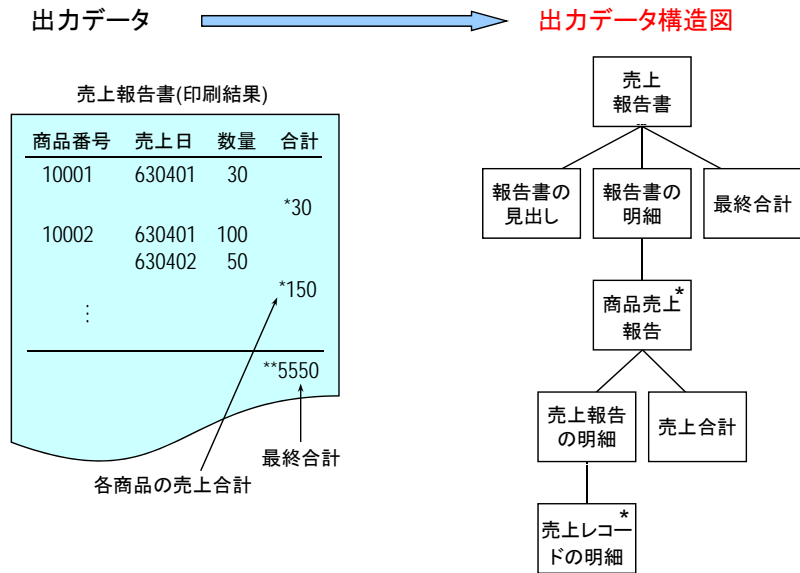 出力データ
出力データ構造図
売上報告書(印刷結果)
商品番号 売上日 数量 合計
10001 630401 30
*30
10002 630401 100
630402 50
*150
⋮
**5550
最終合計
各商品の売上合計
売上
報告書
報告書の
見出し
報告書の
明細
最終合計
商品売上*
報告
売上報告
の明細
売上合計
*
売上レコー
ドの明細